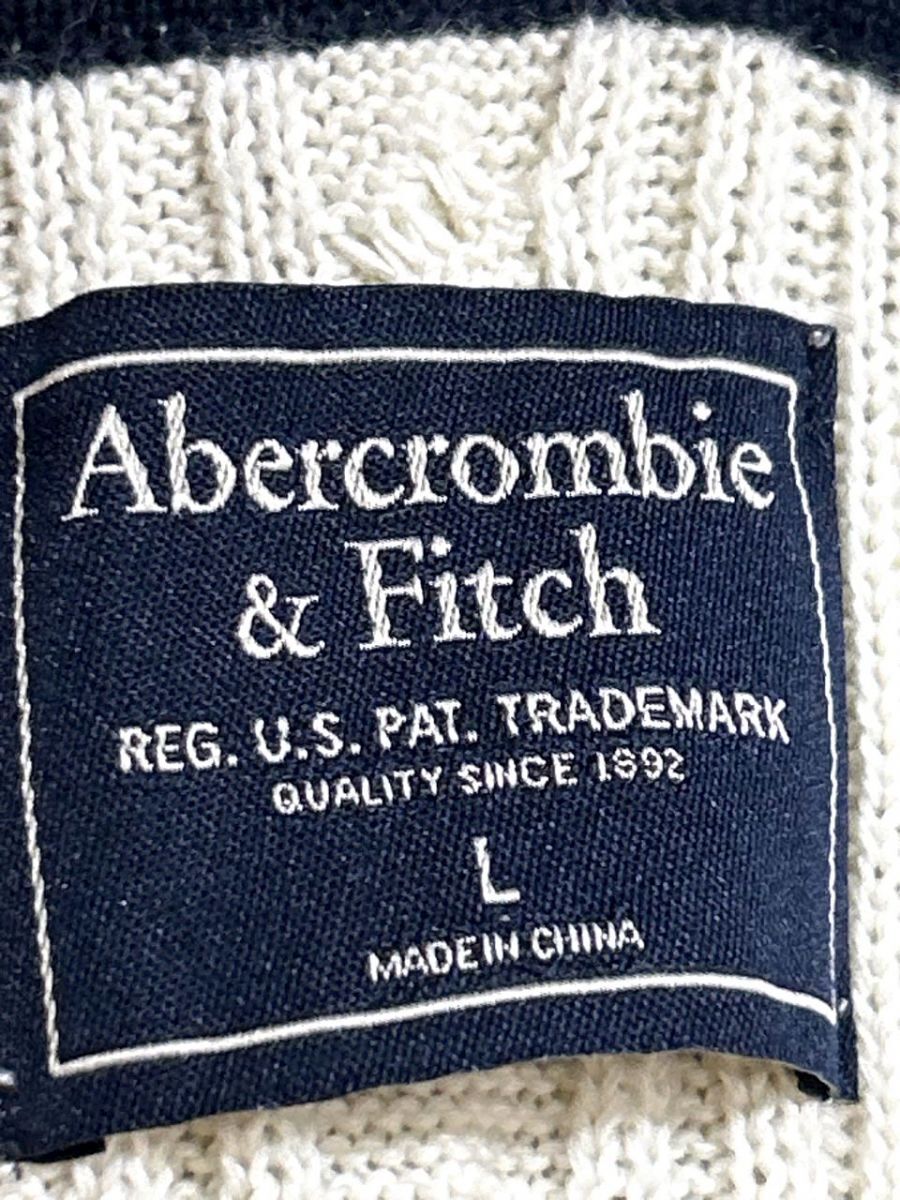 Abercrombie
& Fitch
REG. U.S. PAT. TRADEMARK
QUALITY SINCE 1892
L
MADE IN CHINA